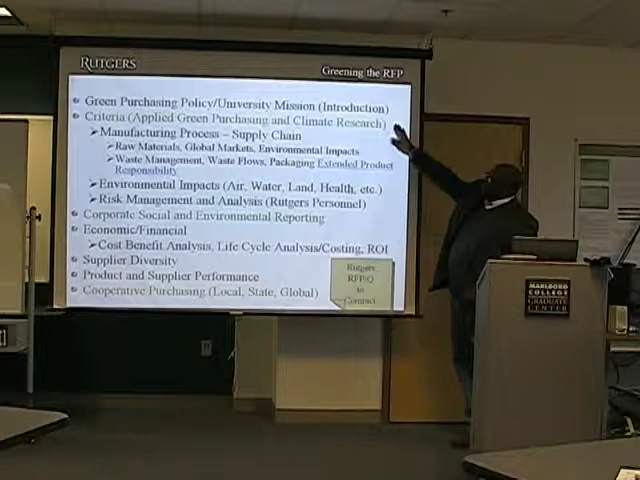 RUTGERS
Greening the RFP
Green Purchasing Policy/University Mission (Introduction)
Criteria (Applied Green Purchasing and Climate Research)
Manufacturing Process – Supply Chain
Raw Materials, Global Markets, Environmental Impacts
Waste Management, Waste Flows, Packaging Extended Product
Responsibility
Environmental Impacts (Air, Water, Land, Health, etc.)
Risk Management and Analysis (Rutgers Personnel)
Corporate Social and Environmental Reporting
Economic/Financial
Cost Benefit Analysis, Life Cycle Analysis/Costing, ROI
Supplier Diversity
Product and Supplier Performance
Cooperative Purchasing (Local, State, Global)
Rutgers
RFP/Q
to
Contract
MARLBORO
COLLEGE
GRADUATE
CENTER